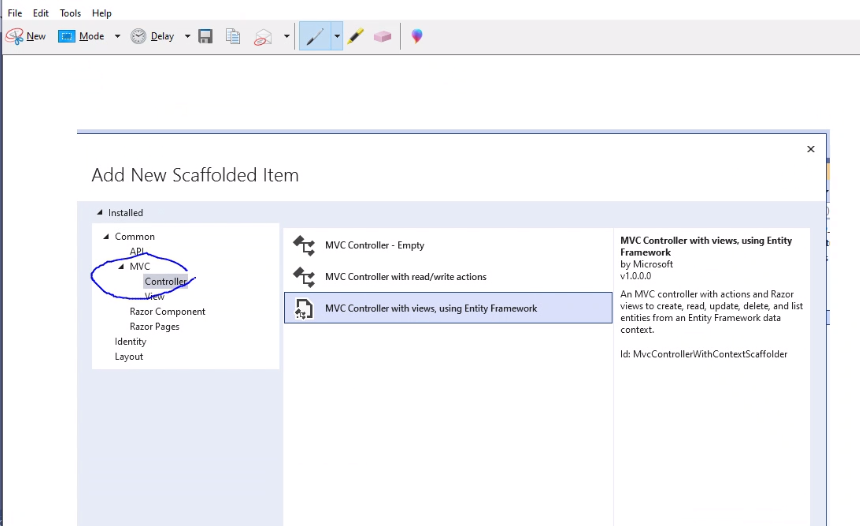 File Edit Tools Help
New Mode Delay
Add New Scaffolded Item
Installed
Common
API
MVC
Controller
View
Razor Component
Razor Pages
Identity
Layout
MVC Controller - Empty
MVC Controller with read/write actions
MVC Controller with views, using Entity Framework
MVC Controller with views, using Entity
Framework
by Microsoft
v1.0.0.0
An MVC controller with actions and Razor
views to create, read, update, delete, and list
entities from an Entity Framework data
context.
Id: MvcControllerWithContextScaffolder